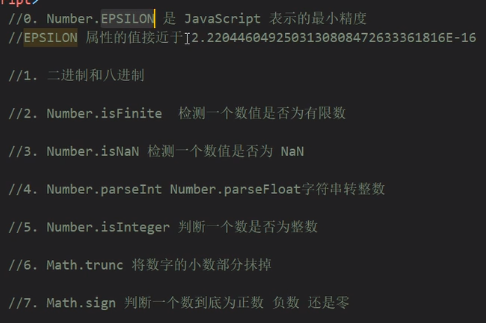 ript>
//0. Number.EPSILON 是 JavaScript 表示的最小精度
//EPSILON 属性的值接近于2.2204460492503130808472633361816E-16
//1. 二进制和八进制
//2. Number.isFinite 检测一个数值是否为有限数
//3. Number.isNaN 检测一个数值是否为 NaN
//4. Number.parseInt Number.parseFloat字符串转整数
//5. Number.isInteger 判断一个数是否为整数
//6. Math.trunc 将数字的小数部分抹掉
//7. Math.sign 判断一个数到底为正数 负数 还是零